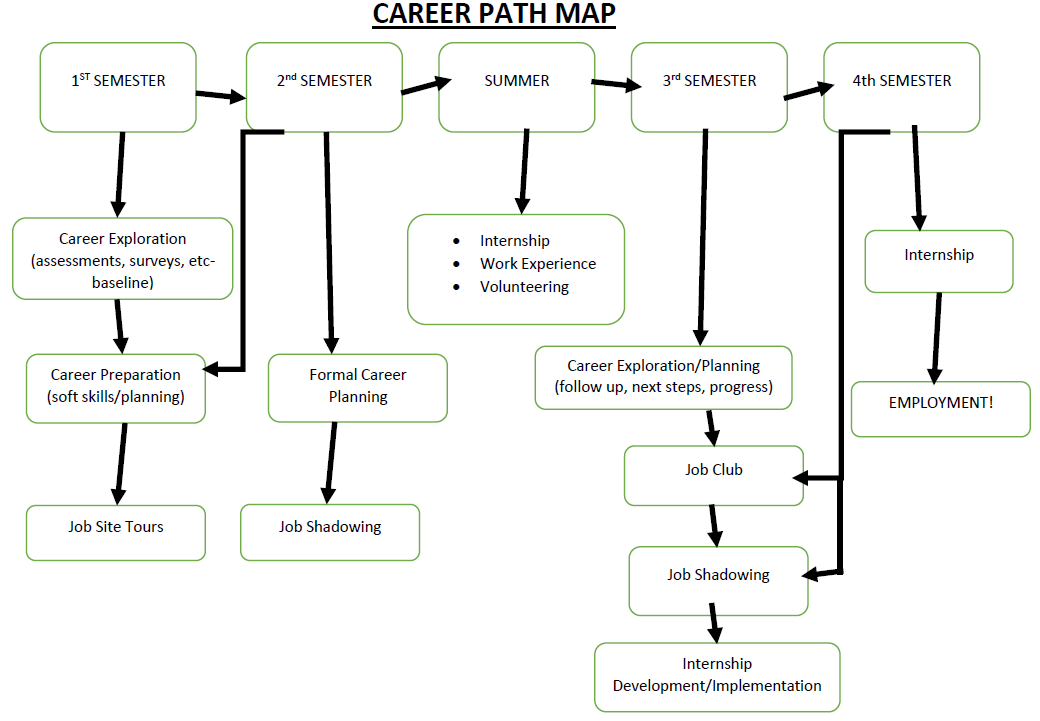 CAREER PATH MAP
1ST SEMESTER
2nd SEMESTER
SUMMER
3rd SEMESTER
4th SEMESTER
Career Exploration
(assessments, surveys, etc-
baseline)
Career Preparation
(soft skills/planning)
Job Site Tours
Formal Career
Planning
Job Shadowing
• Internship
• Work Experience
• Volunteering
Career Exploration/Planning
(follow up, next steps, progress)
Job Club
Job Shadowing
Internship
Development/Implementation
Internship
EMPLOYMENT!